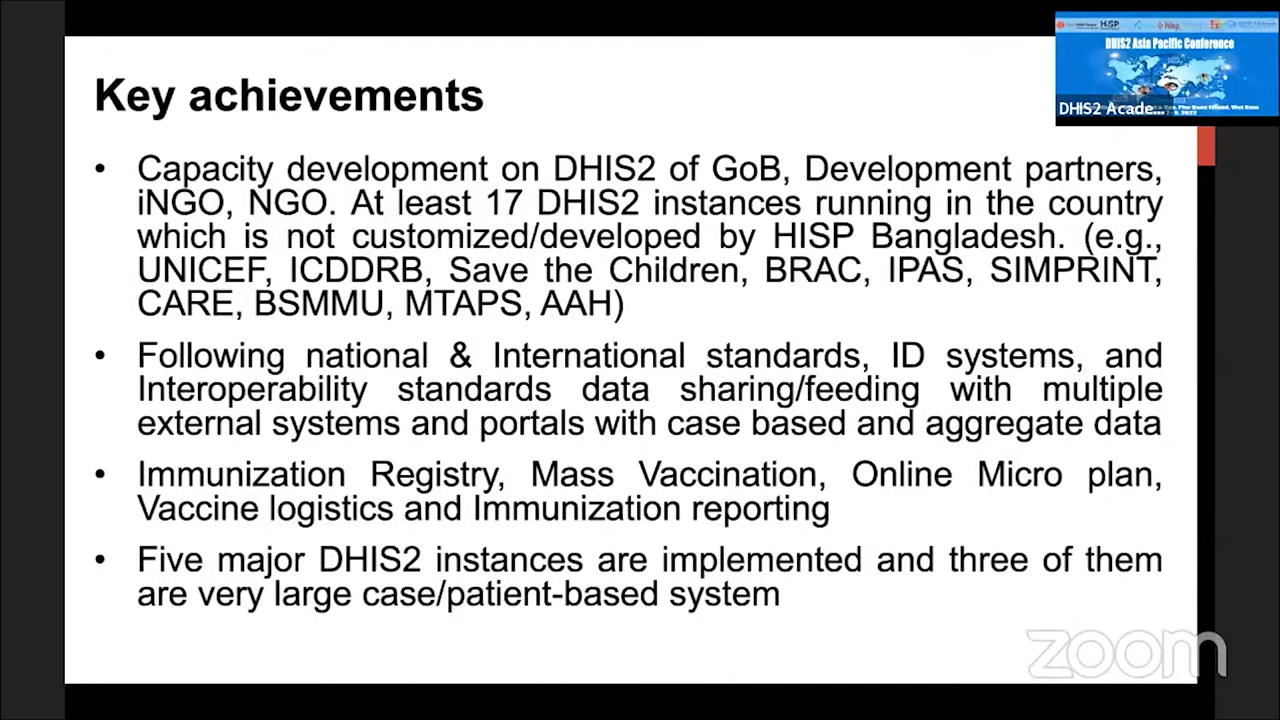 Key achievements
• Capacity development on DHIS2 of GoB, Development partners,
iNGO, NGO. At least 17 DHIS2 instances running in the country
which is not customized/developed by HISP Bangladesh. (e.g.,
UNICEF, ICDDRB, Save the Children, BRAC, IPAS, SIMPRINT,
CARE, BSMMU, MTAPS, AAH)
• Following national & International standards, ID systems, and
Interoperability standards data sharing/feeding with multiple
external systems and portals with case based and aggregate data
• Immunization Registry, Mass Vaccination, Online Micro plan,
Vaccine logistics and Immunization reporting
• Five major DHIS2 instances are implemented and three of them
are very large case/patient-based system
HISP
hisp
DHIS2 Asia Pacific Conference
DHIS2 Acade...
zoom